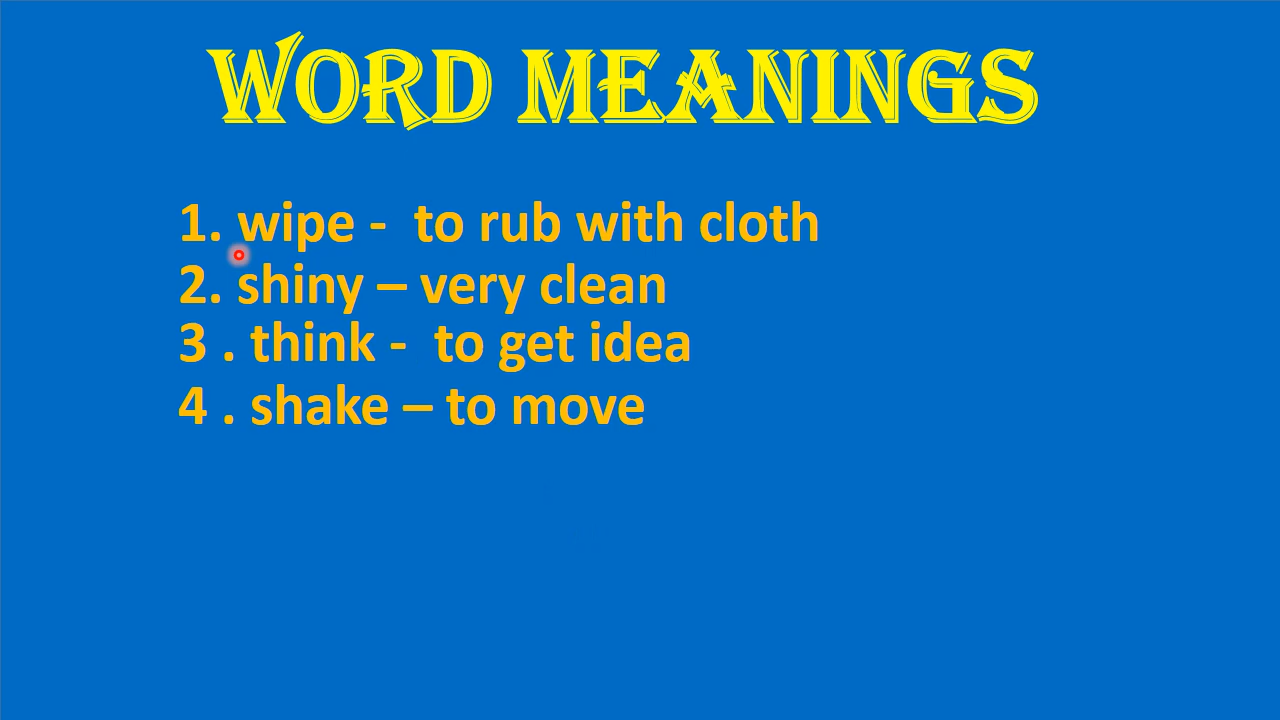 WORD MEANINGS
1. wipe -  to rub with cloth
2. shiny – very clean
3 . think -  to get idea
4 . shake – to move